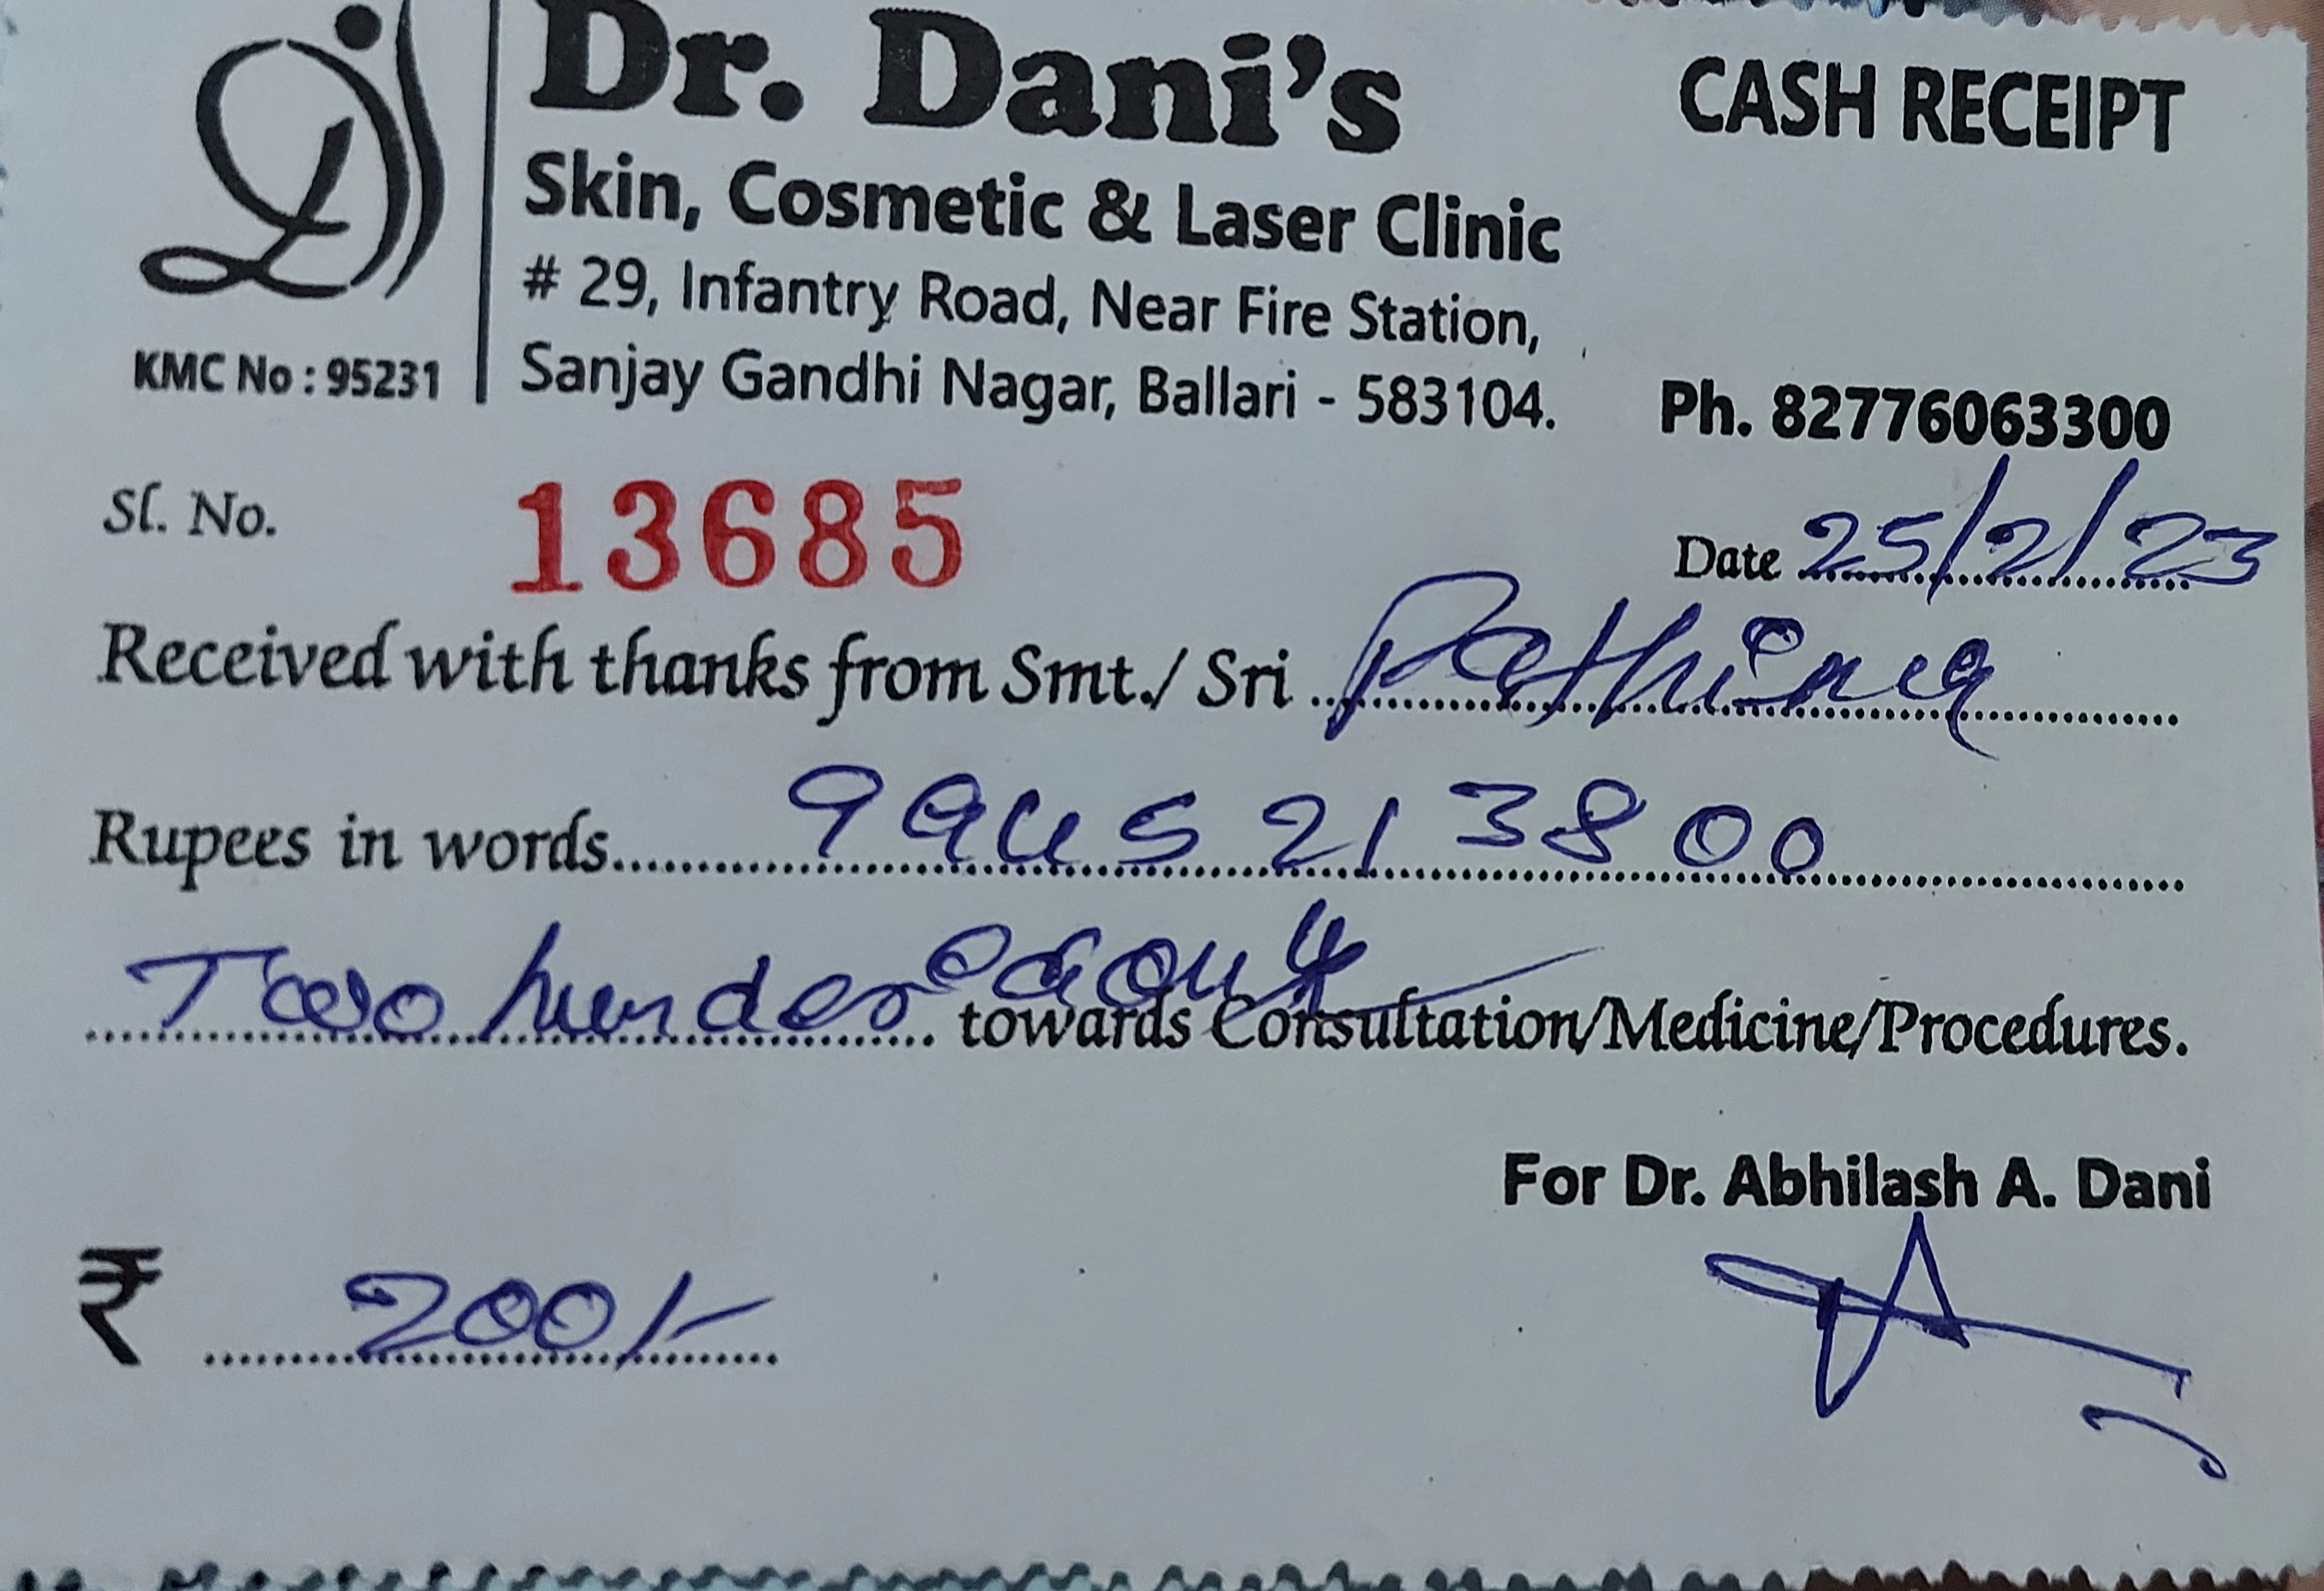 Dr. Dani's
CASH RECEIPT
Skin, Cosmetic & Laser Clinic
# 29, Infantry Road, Near Fire Station,
KMC No : 95231
Sanjay Gandhi Nagar, Ballari - 583104.
Ph. 82776063300
Sl. No. 13685
Date 25/2/23
Received with thanks from Smt./ Sri
Rupees in words 9945213800
Two hundered only
towards Consultation/Medicine/Procedures.
For Dr. Abhilash A. Dani
₹ 200/-